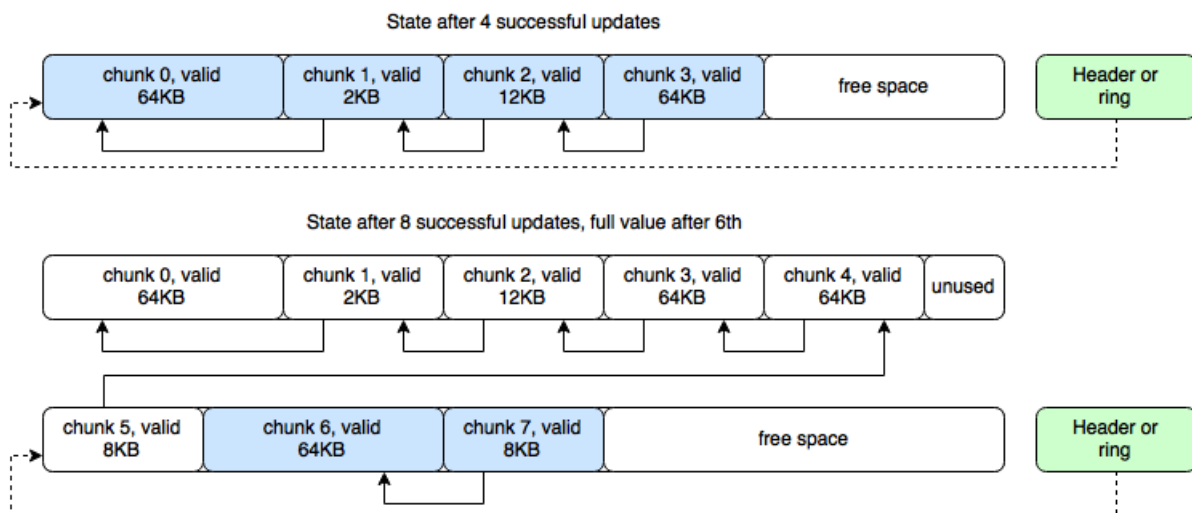 State after 4 successful updates
chunk 0, valid
64KB
chunk 1, valid
2KB
chunk 2, valid
12KB
chunk 3, valid
64KB
free space
Header or
ring
State after 8 successful updates, full value after 6th
chunk 0, valid
64KB
chunk 1, valid
2KB
chunk 2, valid
12KB
chunk 3, valid
64KB
chunk 4, valid
64KB
unused
chunk 5, valid
8KB
chunk 6, valid
64KB
chunk 7, valid
8KB
free space
Header or
ring